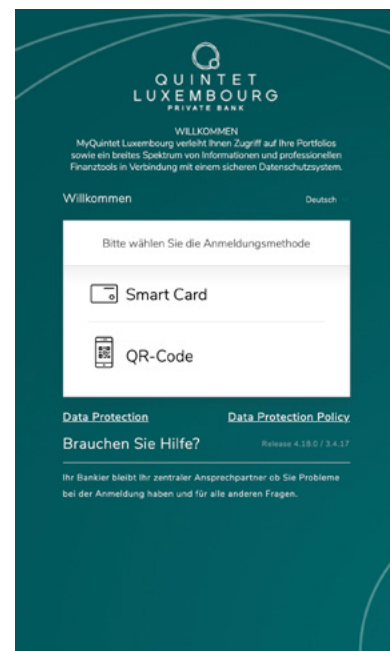 QUINTET
LUXEMBOURG
PRIVATE BANK
WILLKOMMEN
MyQuintet Luxembourg verleiht Ihnen Zugriff auf Ihre Portfolios
sowie ein breites Spektrum von Informationen und professionellen
Finanztools in Verbindung mit einem sicheren Datenschutzsystem.
Willkommen
Deutsch
Bitte wählen Sie die Anmeldungsmethode
Smart Card
QR-Code
Data Protection
Data Protection Policy
Brauchen Sie Hilfe?
Release 4.18.0 / 3.4.17
Ihr Bankier bleibt Ihr zentraler Ansprechpartner ob Sie Probleme
bei der Anmeldung haben und für alle anderen Fragen.